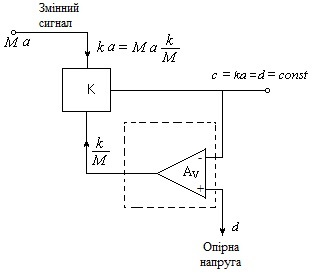 Змінний
сигнал
M a
k a = M a k/M
K
c = ka = d = const
k/M
-
Av
+
d
Опірна
напруга